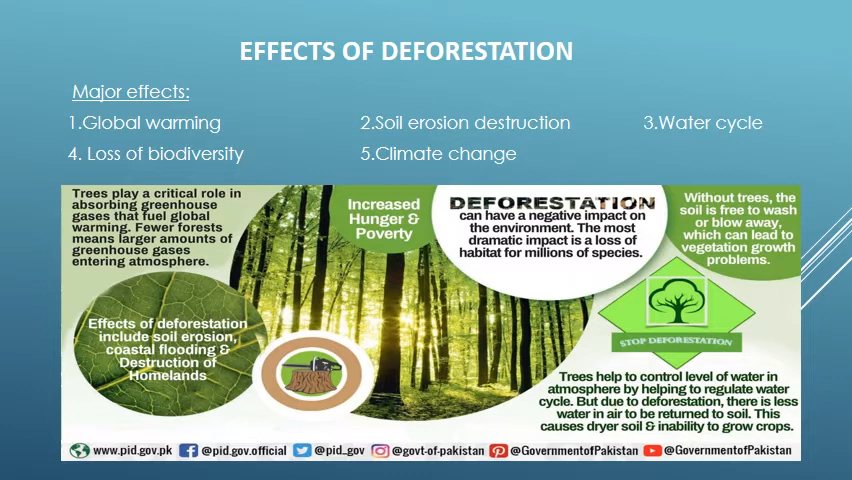 EFFECTS OF DEFORESTATION
Major effects:
1.Global warming 2.Soil erosion destruction 3.Water cycle
4. Loss of biodiversity 5.Climate change
Trees play a critical role in
absorbing greenhouse
gases that fuel global
warming. Fewer forests
means larger amounts of
greenhouse gases
entering atmosphere.
Increased
Hunger &
Poverty
DEFORESTATION
can have a negative impact on
the environment. The most
dramatic impact is a loss of
habitat for millions of species.
Without trees, the
soil is free to wash
or blow away,
which can lead to
vegetation growth
problems.
Effects of deforestation
include soil erosion,
coastal flooding &
Destruction of
Homelands
STOP DEFORESTATION
Trees help to control level of water in
atmosphere by helping to regulate water
cycle. But due to deforestation, there is less
water in air to be returned to soil. This
causes dryer soil & inability to grow crops.
www.pid.gov.pk @pid.gov.official @pid_gov @govt-of-pakistan @GovernmentofPakistan @GovernmentofPakistan